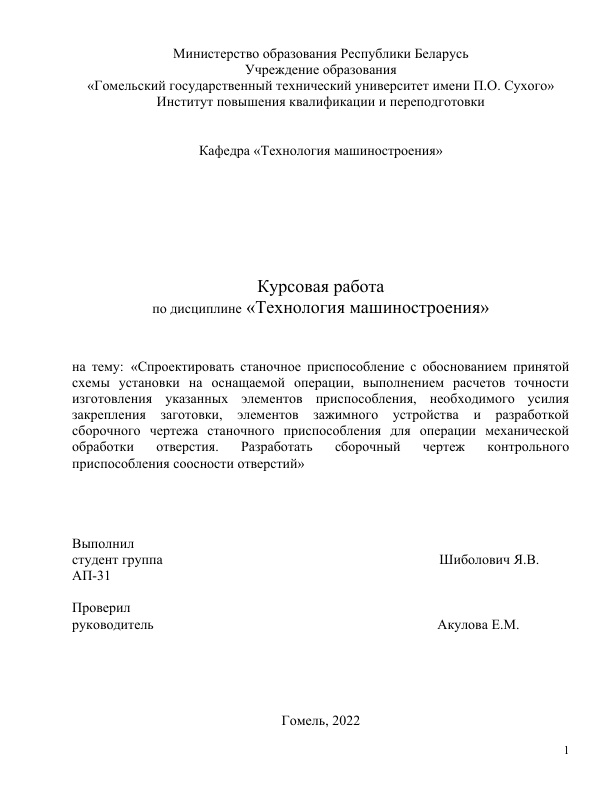 Министерство образования Республики Беларусь
Учреждение образования
«Гомельский государственный технический университет имени П.О. Сухого»
Институт повышения квалификации и переподготовки
Кафедра «Технология машиностроения»
Курсовая работа
по дисциплине «Технология машиностроения»
на тему: «Спроектировать станочное приспособление с обоснованием принятой
схемы установки на оснащаемой операции, выполнением расчетов точности
изготовления указанных элементов приспособления, необходимого усилия
закрепления заготовки, элементов зажимного устройства и разработкой
сборочного чертежа станочного приспособления для операции механической
обработки отверстия. Разработать сборочный чертеж контрольного
приспособления соосности отверстий»
Выполнил
студент группа Шиболович Я.В.
АП-31
Проверил
руководитель Акулова Е.М.
Гомель, 2022
1